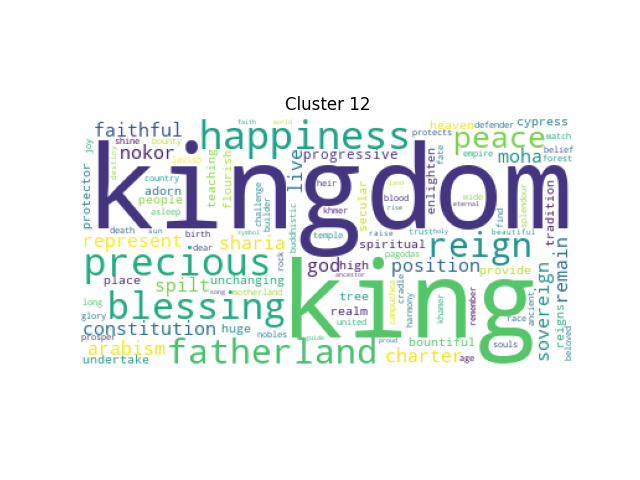 Cluster 12
faithful happiness faith world heaven defender cypress
joy shine bounty protects peace watch
nokor lavish progressive empire moha belief
kingdom
protector destiny country teaching flourish live heir enlighten fate forest
adorn people asleep challenge builder khmer secular blood rise land wide eternal find splendour tradition
death sun birth buddhistic temple spiritual trust holy beautiful
represent dear sharia symbol pagodas reign
precious rock god high position provide
place spilt unchanging ancestor cradle remain
long song motherland tree campuchea harmony khamer remember race ancient sovereign
glory blessing king realm
constitution huge united reigns
prosper nobles guide proud bountiful souls beloved
arabism fatherland charter age
undertake